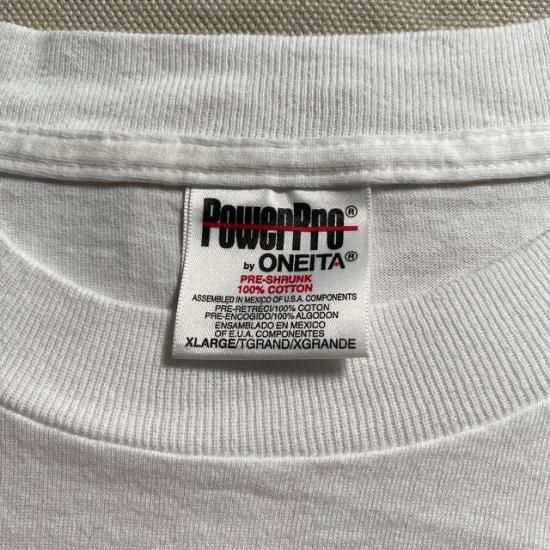 PowerPro®
by ONEITA®
PRE-SHRUNK
100% COTTON
ASSEMBLED IN MEXICO OF U.S.A. COMPONENTS
PRE-RETRECI/100% COTON
PRE-ENCOGIDO/100% ALGODON
ENSAMBLADO EN MEXICO
OF E.U.A. COMPONENTES
XLARGE/TGRAND/XGRANDE